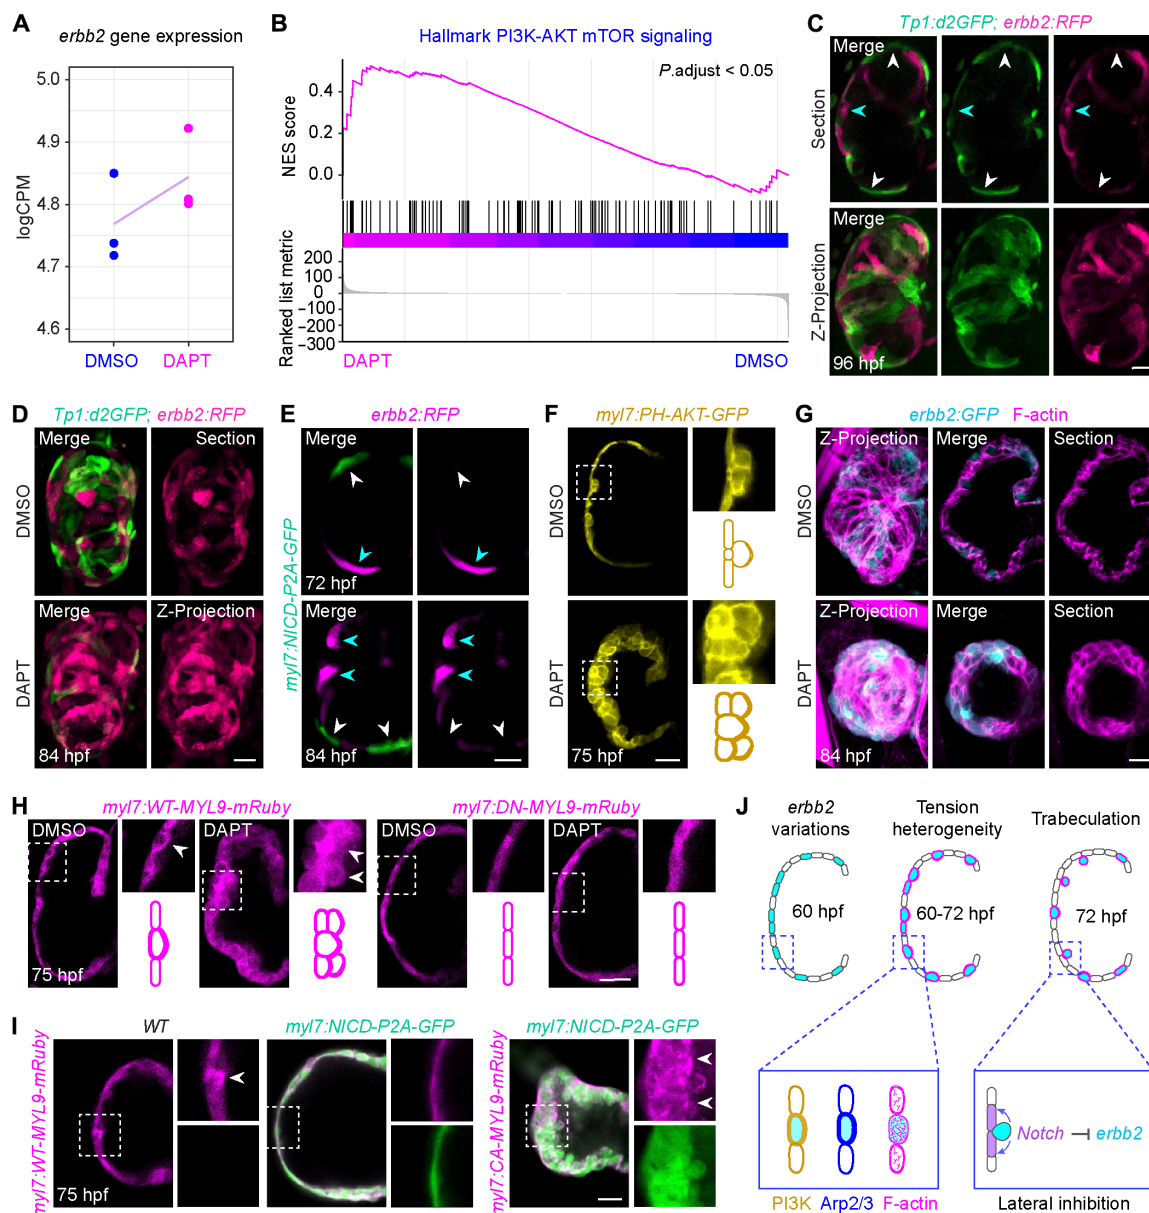 A
erbb2 gene expression
5.0
4.9
4.8
4.7
4.6
logCPM
DMSO
DAPT
B
Hallmark PI3K-AKT mTOR signaling
P.adjust < 0.05
0.4
0.2
0.0
NES score
200
100
0
−100
−200
−300
Ranked list metric
DAPT
DMSO
C
Tp1:d2GFP; erbb2:RFP
Merge
Section
Merge
Z-Projection
96 hpf
D
Tp1:d2GFP; erbb2:RFP
Merge
Section
DMSO
Merge
Z-Projection
DAPT
84 hpf
E
erbb2:RFP
myl7:NICD-P2A-GFP
Merge
72 hpf
Merge
84 hpf
F
myl7:PH-AKT-GFP
DMSO
DAPT
75 hpf
G
erbb2:GFP F-actin
Z-Projection
Merge
Section
DMSO
Z-Projection
Merge
Section
DAPT
84 hpf
H
myl7:WT-MYL9-mRuby
myl7:DN-MYL9-mRuby
DMSO
DAPT
DMSO
DAPT
75 hpf
I
WT
myl7:NICD-P2A-GFP
myl7:NICD-P2A-GFP
myl7:WT-MYL9-mRuby
myl7:CA-MYL9-mRuby
75 hpf
J
erbb2
variations
Tension
heterogeneity
Trabeculation
60 hpf
60-72 hpf
72 hpf
PI3K
Arp2/3
F-actin
Notch
erbb2
Lateral inhibition